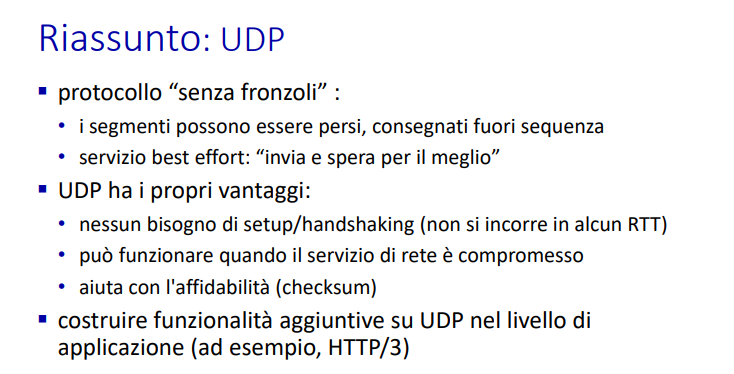 Riassunto: UDP
▪ protocollo “senza fronzoli” :
• i segmenti possono essere persi, consegnati fuori sequenza
• servizio best effort: “invia e spera per il meglio”
▪ UDP ha i propri vantaggi:
• nessun bisogno di setup/handshaking (non si incorre in alcun RTT)
• può funzionare quando il servizio di rete è compromesso
• aiuta con l'affidabilità (checksum)
▪ costruire funzionalità aggiuntive su UDP nel livello di
applicazione (ad esempio, HTTP/3)